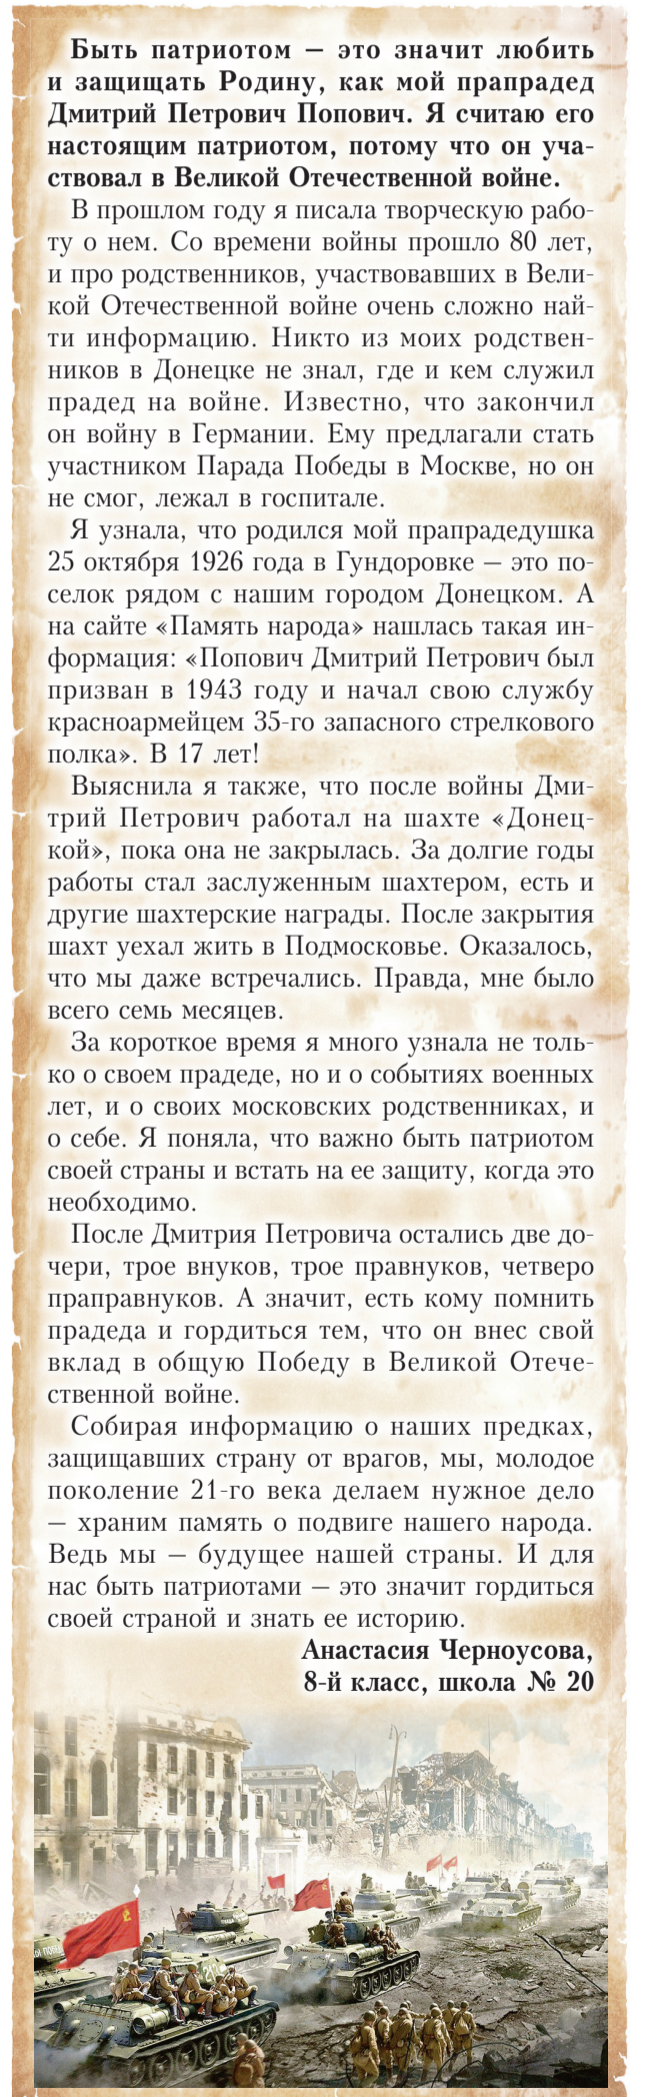 Быть патриотом — это значит любить
и защищать Родину, как мой прапрадед
Дмитрий Петрович Попович. Я считаю его
настоящим патриотом, потому что он уча-
ствовал в Великой Отечественной войне.
В прошлом году я писала творческую рабо-
ту о нем. Со времени войны прошло 80 лет,
и про родственников, участвовавших в Вели-
кой Отечественной войне очень сложно най-
ти информацию. Никто из моих родствен-
ников в Донецке не знал, где и кем служил
прадед на войне. Известно, что закончил
он войну в Германии. Ему предлагали стать
участником Парада Победы в Москве, но он
не смог, лежал в госпитале.
Я узнала, что родился мой прапрадедушка
25 октября 1926 года в Гундоровке — это по-
селок рядом с нашим городом Донецком. А
на сайте «Память народа» нашлась такая ин-
формация: «Попович Дмитрий Петрович был
призван в 1943 году и начал свою службу
красноармейцем 35-го запасного стрелкового
полка». В 17 лет!
Выяснила я также, что после войны Дми-
трий Петрович работал на шахте «Донец-
кой», пока она не закрылась. За долгие годы
работы стал заслуженным шахтером, есть и
другие шахтерские награды. После закрытия
шахт уехал жить в Подмосковье. Оказалось,
что мы даже встречались. Правда, мне было
всего семь месяцев.
За короткое время я много узнала не толь-
ко о своем прадеде, но и о событиях военных
лет, и о своих московских родственниках, и
о себе. Я поняла, что важно быть патриотом
своей страны и встать на ее защиту, когда это
необходимо.
После Дмитрия Петровича остались две до-
чери, трое внуков, трое правнуков, четверо
праправнуков. А значит, есть кому помнить
прадеда и гордиться тем, что он внес свой
вклад в общую Победу в Великой Отече-
ственной войне.
Собирая информацию о наших предках,
защищавших страну от врагов, мы, молодое
поколение 21-го века делаем нужное дело
— храним память о подвиге нашего народа.
Ведь мы — будущее нашей страны. И для
нас быть патриотами — это значит гордиться
своей страной и знать ее историю.
Анастасия Черноусова,
8-й класс, школа № 20